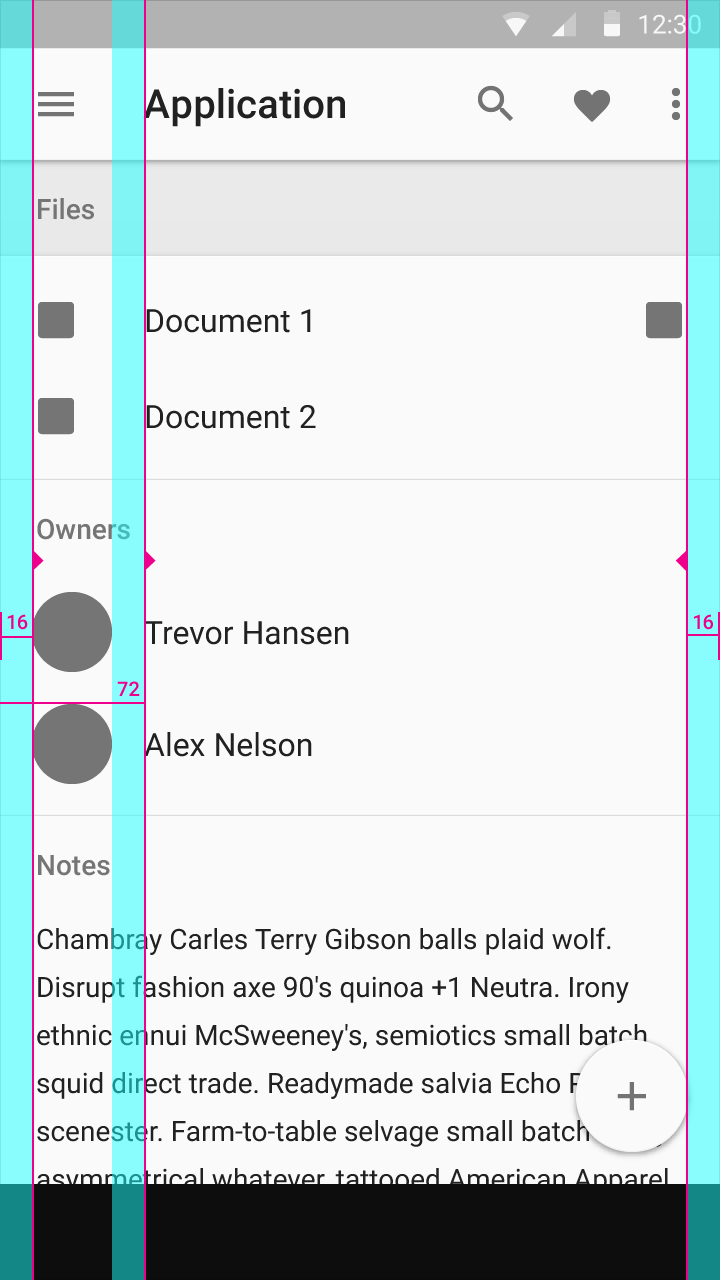 12:30
Application
Files
Document 1
Document 2
Owners
16
16
Trevor Hansen
72
Alex Nelson
Notes
Chambray Carles Terry Gibson balls plaid wolf.
Disrupt fashion axe 90's quinoa +1 Neutra. Irony
ethnic ennui McSweeney's, semiotics small batch
squid direct trade. Readymade salvia Echo
scenester. Farm-to-table selvage small batch
asymmetrical whatever, tattooed American Apparel